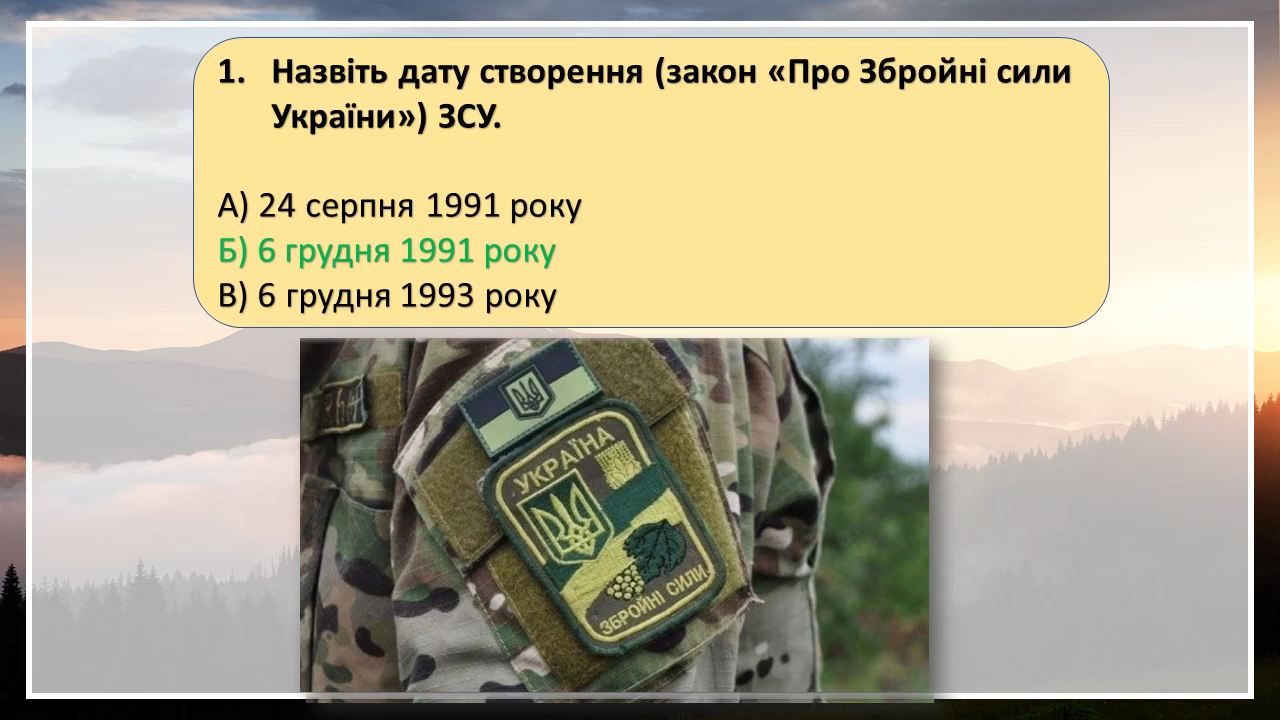 1. Назвіть дату створення (закон «Про Збройні сили
України») ЗСУ.
А) 24 серпня 1991 року
Б) 6 грудня 1991 року
В) 6 грудня 1993 року
УКРАЇНА
ЗБРОЙНІ СИЛИ